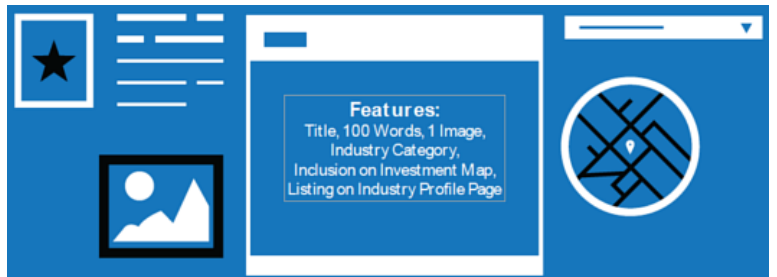 Features:
Title, 100 Words, 1 Image,
Industry Category,
Inclusion on Investment Map,
Listing on Industry Profile Page